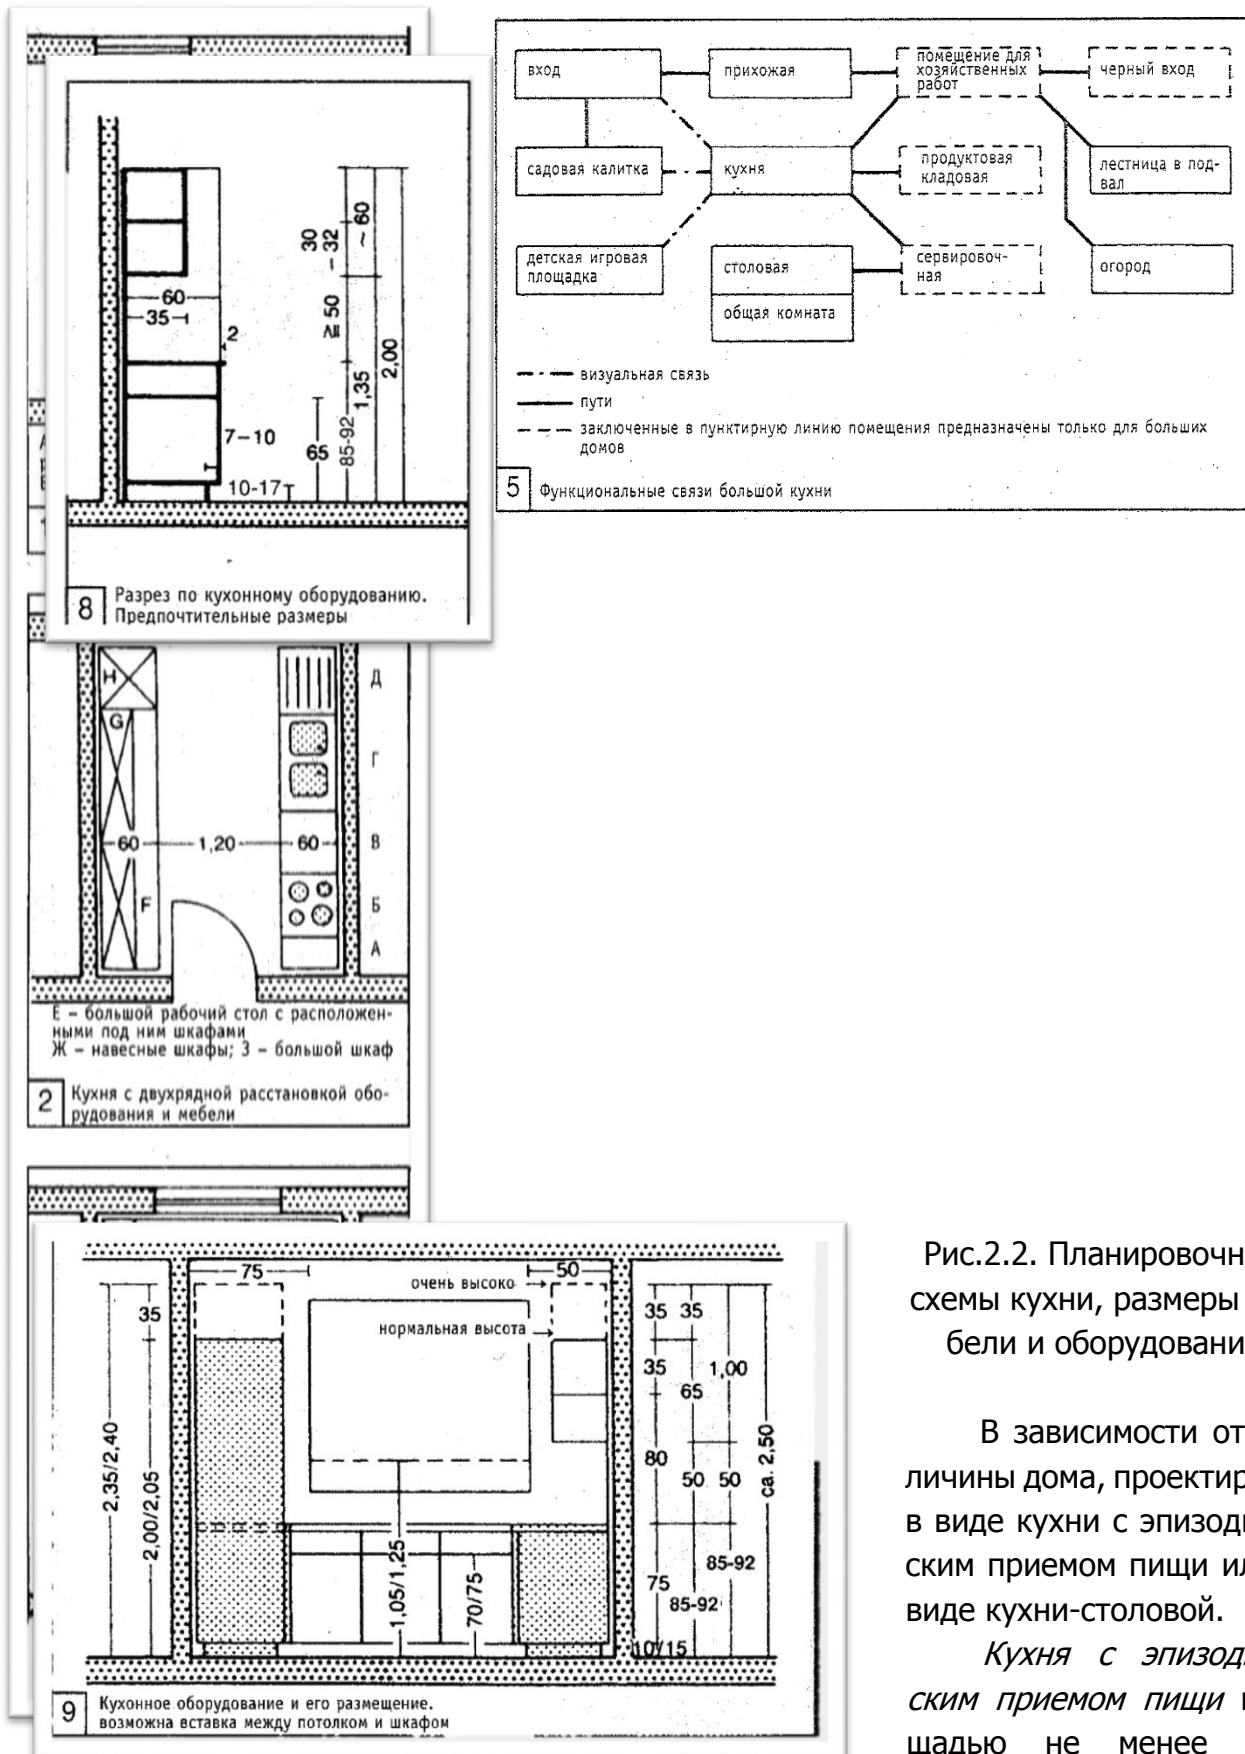 вход
прихожая
помещение для
хозяйственных
работ
черный вход
садовая калитка
кухня
продуктовая
кладовая
лестница в под-
вал
детская игровая
площадка
столовая
общая комната
сервировоч-
ная
огород
визуальная связь
пути
заключенные в пунктирную линию помещения предназначены только для больших
домов
5 Функциональные связи большой кухни
60
35
2
7–10
10-17
30
~ 32
~ 60
≧ 50
2,00
1,35
65
85-92
8 Разрез по кухонному оборудованию.
Предпочтительные размеры
H
G
F
60
1,20
60
Д
Г
В
Б
А
Е – большой рабочий стол с расположен-
ными под ним шкафами
Ж – навесные шкафы; З – большой шкаф
2 Кухня с двухрядной расстановкой обо-
рудования и мебели
75
50
очень высоко
нормальная высота
35
2,35/2,40
2,00/2,05
1,05/1,25
70/75
35 35
35
65
1,00
80
50 50
ca. 2,50
75
85-92
85-92
10/15
9 Кухонное оборудование и его размещение.
возможна вставка между потолком и шкафом
Рис.2.2. Планировочн
схемы кухни, размеры
бели и оборудовани
В зависимости от
личины дома, проектир
в виде кухни с эпизод
ским приемом пищи ил
виде кухни-столовой.
Кухня с эпизод
ским приемом пищи
щадью не менее